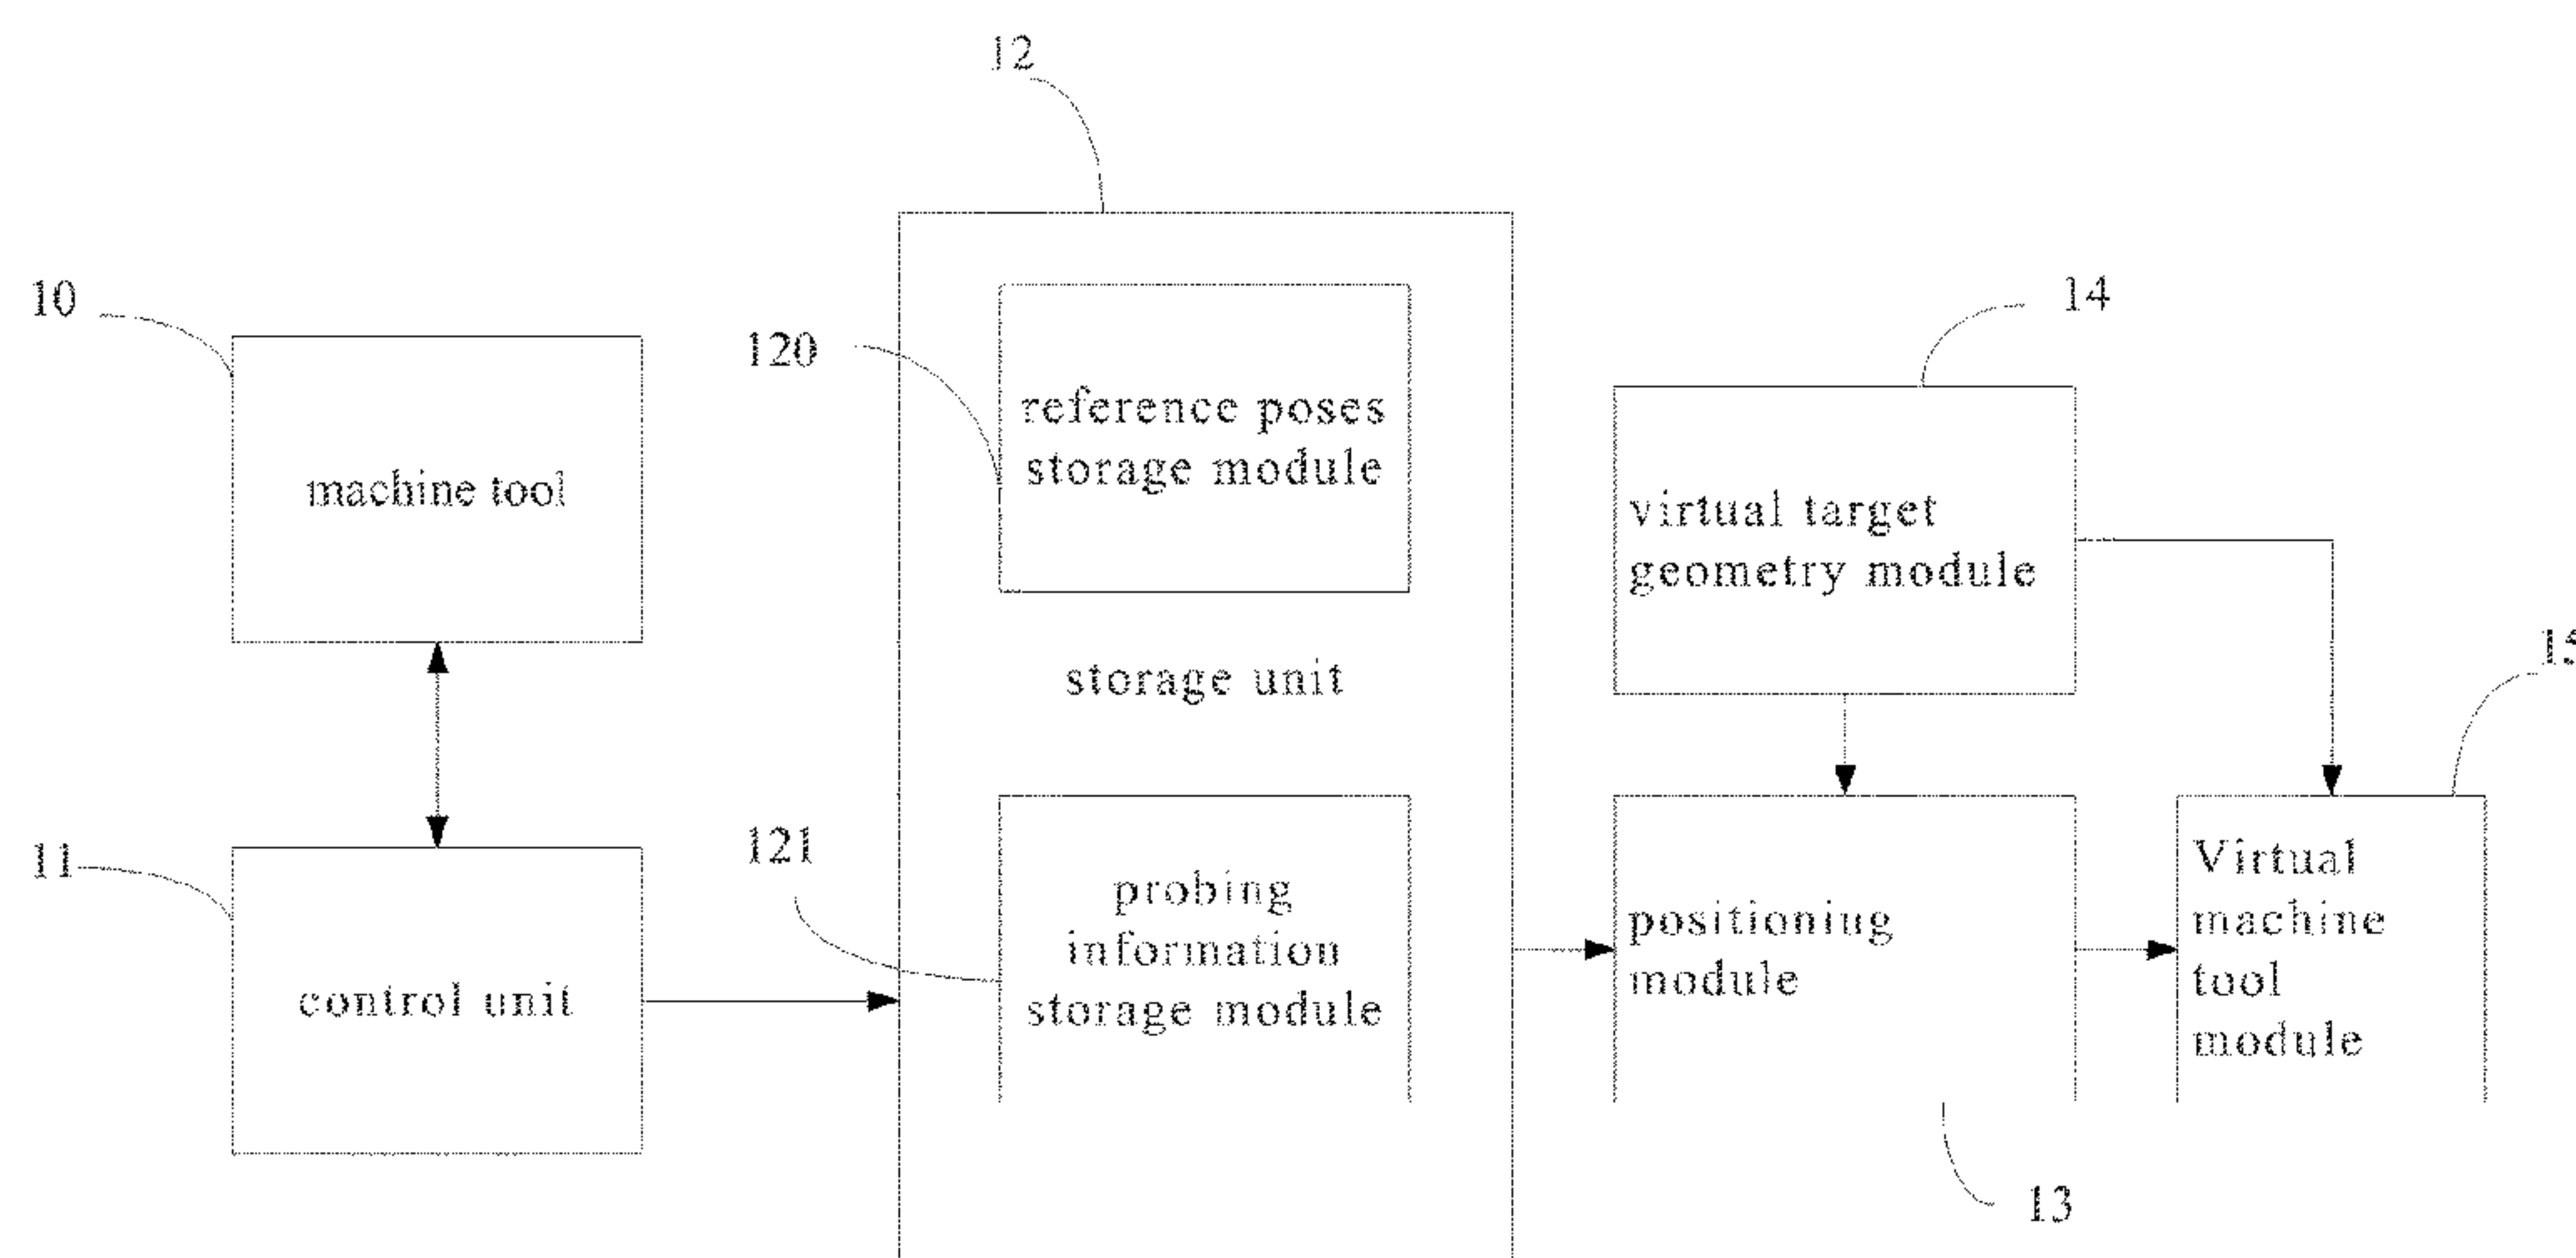 12
10
14
120
reference poses
storage module
machine tool
virtual target
geometry module
storage unit
15
121
11
probing
information
storage module
control unit
positioning
module
Virtual
machine
tool
module
13